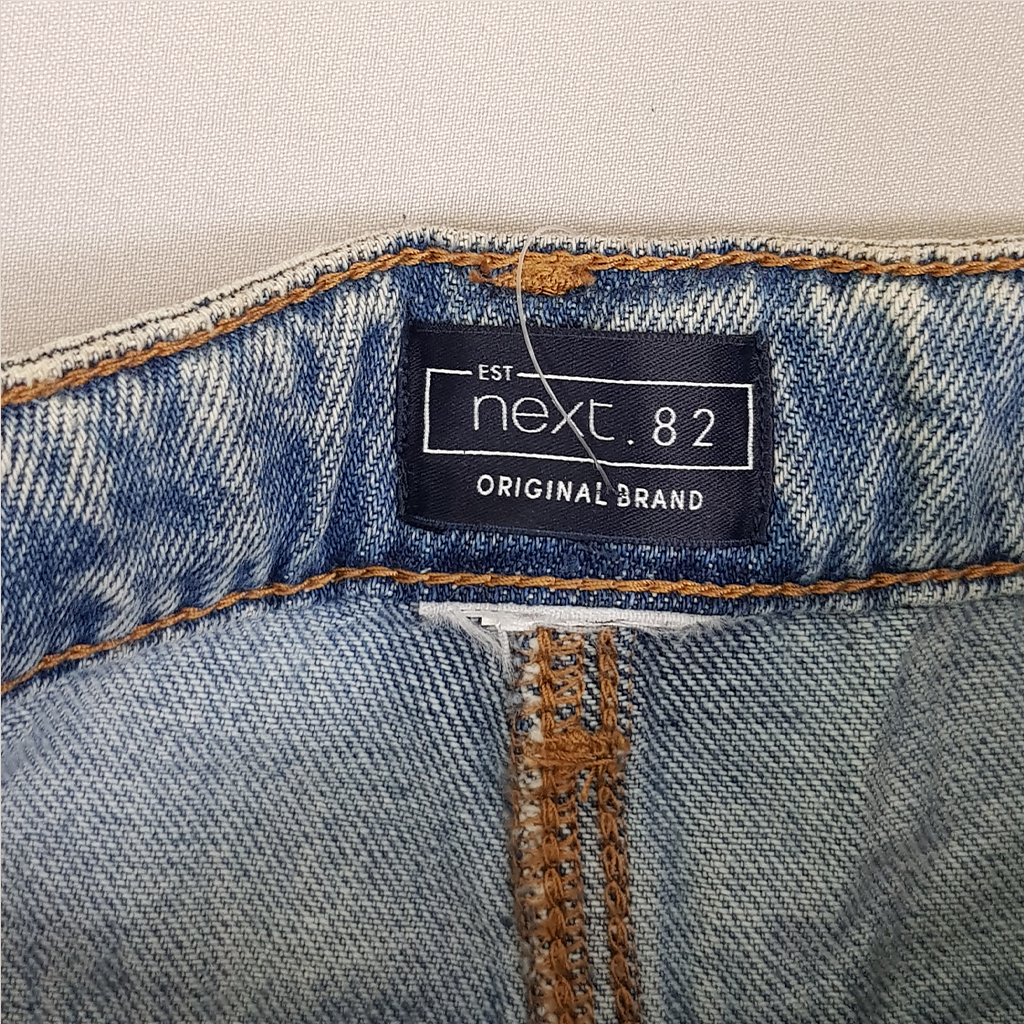 EST
next. 82
ORIGINAL BRAND